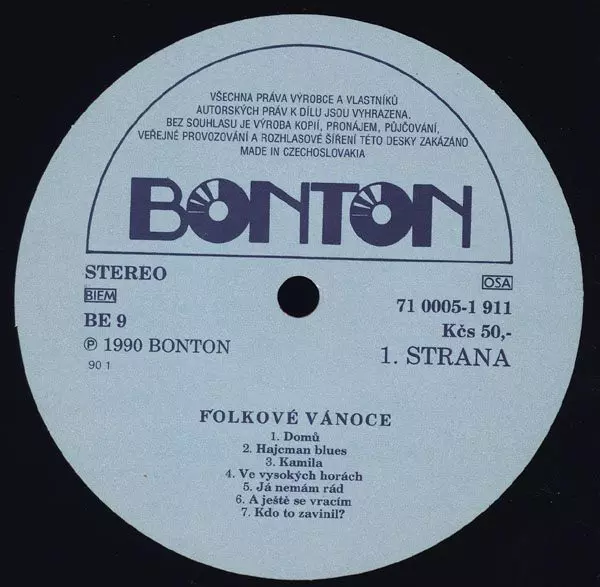 VŠECHNA PRÁVA VÝROBCE A VLASTNÍKŮ
AUTORSKÝCH PRÁV K DÍLU JSOU VYHRAZENA.
BEZ SOUHLASU JE VÝROBA KOPIÍ, PRONÁJEM, PŮJČOVÁNÍ,
VEŘEJNÉ PROVOZOVÁNÍ A ROZHLASOVÉ ŠÍŘENÍ TÉTO DESKY ZAKÁZÁNO
MADE IN CZECHOSLOVAKIA
BONTON
STEREO
BIEM
BE 9
℗ 1990 BONTON
90 1
OSA
71 0005-1 911
Kčs 50,-
1. STRANA
FOLKOVÉ VÁNOCE
1. Domů
2. Hajcman blues
3. Kamila
4. Ve vysokých horách
5. Já nemám rád
6. A ještě se vracím
7. Kdo to zavinil?